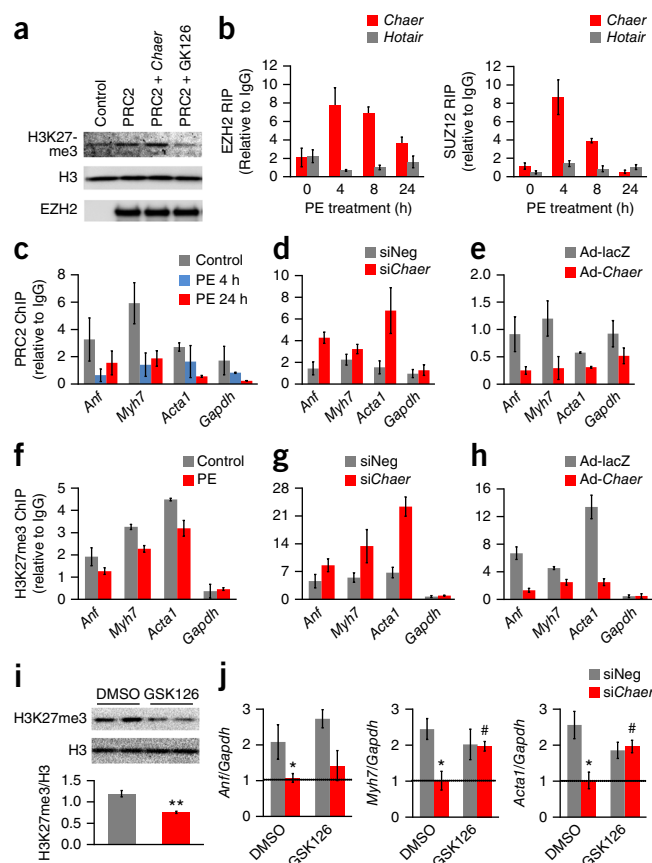 a
Control
PRC2
PRC2 + Chaer
PRC2 + GK126
H3K27-
me3
H3
EZH2
b
Chaer
Hotair
EZH2 RIP
(Relative to IgG)
12
10
8
6
4
2
0
0 4 8 24
PE treatment (h)
Chaer
Hotair
SUZ12 RIP
(Relative to IgG)
12
10
8
6
4
2
0
0 4 8 24
PE treatment (h)
c
Control
PE 4 h
PE 24 h
PRC2 ChIP
(relative to IgG)
8
6
4
2
0
Anf Myh7 Acta1 Gapdh
d
siNeg
siChaer
10
8
6
4
2
0
Anf Myh7 Acta1 Gapdh
e
Ad-lacZ
Ad-Chaer
2.0
1.5
1.0
0.5
0
Anf Myh7 Acta1 Gapdh
f
Control
PE
H3K27me3 ChIP
(relative to IgG)
5
4
3
2
1
0
Anf Myh7 Acta1 Gapdh
g
siNeg
siChaer
28
21
14
7
0
Anf Myh7 Acta1 Gapdh
h
Ad-lacZ
Ad-Chaer
16
12
8
4
0
Anf Myh7 Acta1 Gapdh
i
DMSO GSK126
H3K27me3
H3
H3K27me3/H3
1.5
1.0
0.5
0.0
**
j
siNeg
siChaer
Anf/Gapdh
3
2
1
0
*
DMSO GSK126
Myh7/Gapdh
3
2
1
0
* #
DMSO GSK126
Acta1/Gapdh
3
2
1
0
* #
DMSO GSK126